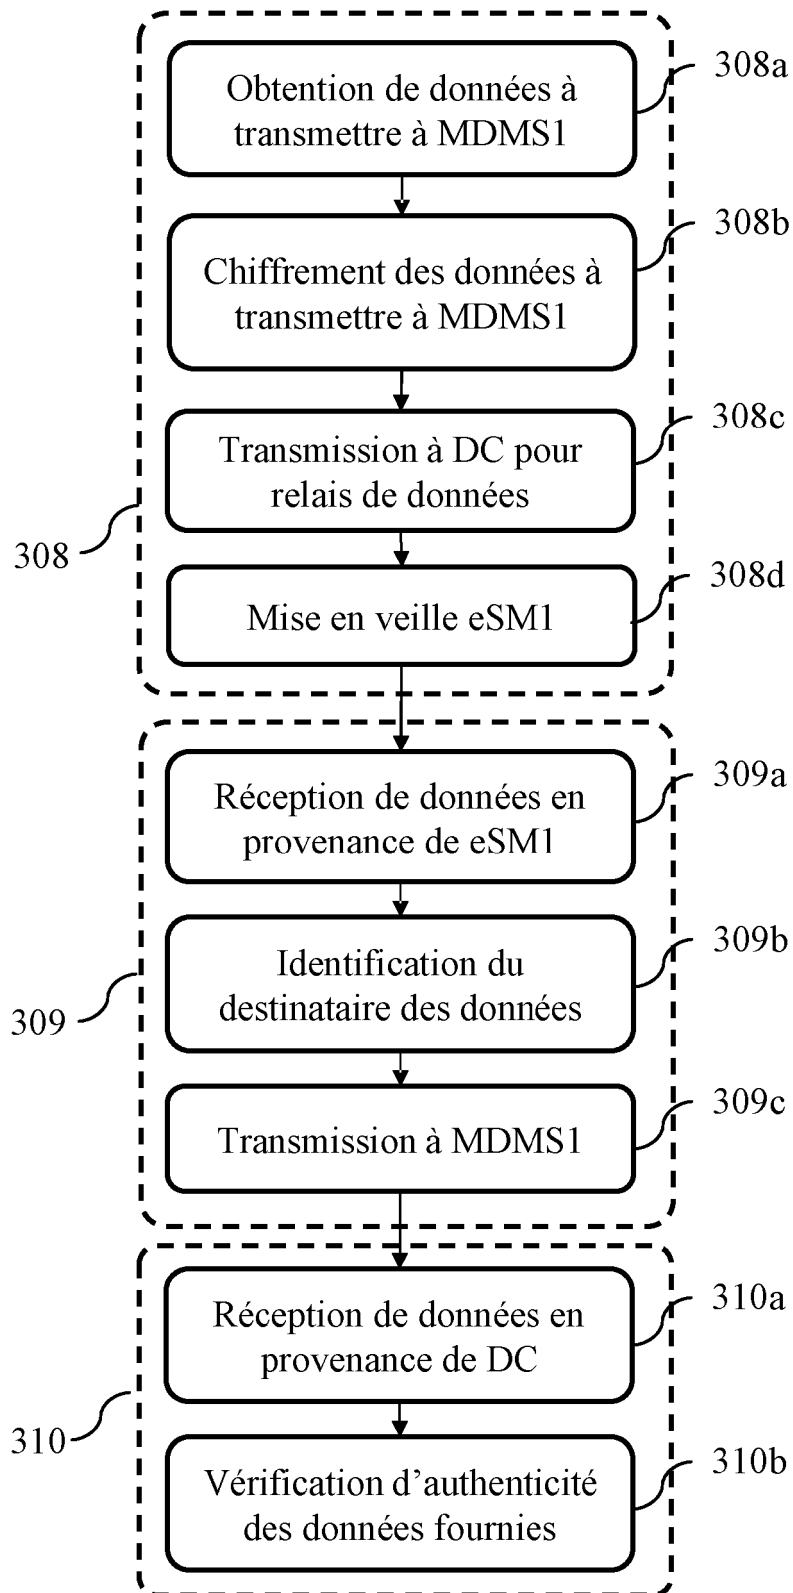 308a
Obtention de données à
transmettre à MDMS1
308b
Chiffrement des données à
transmettre à MDMS1
308c
Transmission à DC pour
relais de données
308
308d
Mise en veille eSM1
309a
Réception de données en
provenance de eSM1
309b
Identification du
destinataire des données
309
309c
Transmission à MDMS1
310a
Réception de données en
provenance de DC
310
310b
Vérification d’authenticité
des données fournies